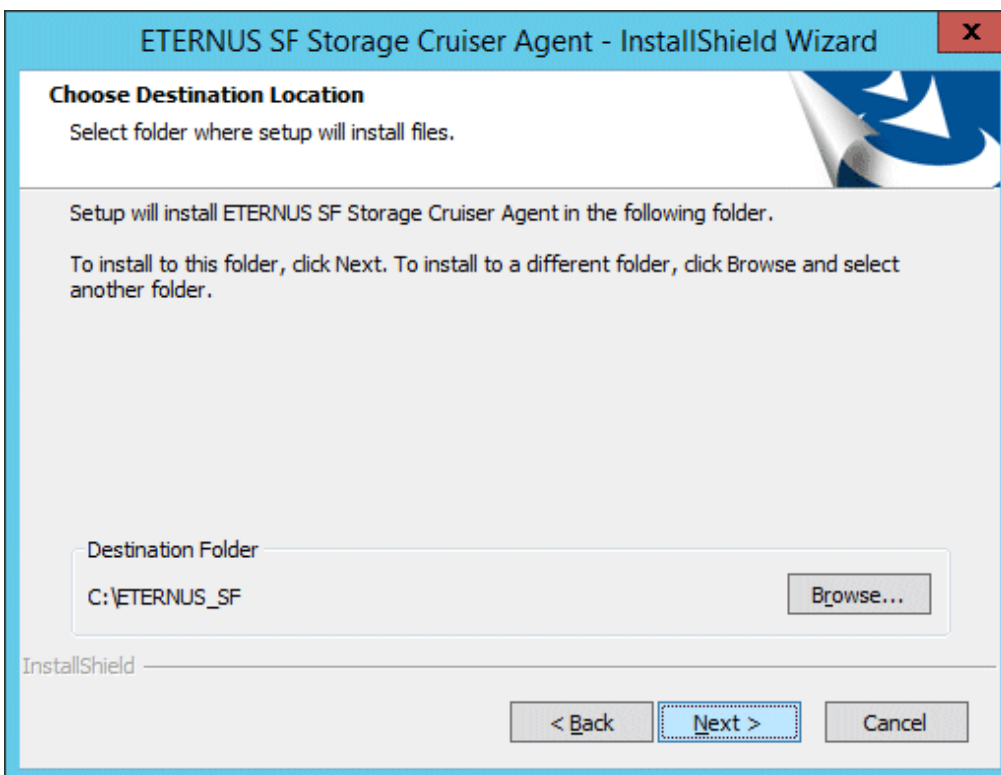 ETERNUS SF Storage Cruiser Agent - InstallShield Wizard
x
Choose Destination Location
Select folder where setup will install files.
Setup will install ETERNUS SF Storage Cruiser Agent in the following folder.
To install to this folder, click Next. To install to a different folder, click Browse and select
another folder.
Destination Folder
C:\ETERNUS_SF
Browse...
InstallShield
< Back
Next >
Cancel